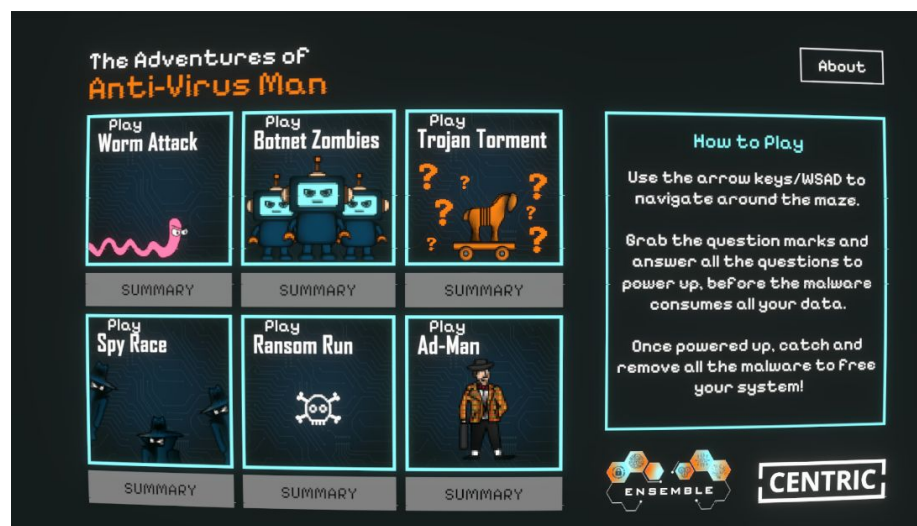 The Adventures of
Anti-Virus Man
About
Play
Worm Attack
Play
Botnet Zombies
Play
Trojan Torment
? ? ?
? ?
? ?
SUMMARY
SUMMARY
SUMMARY
Play
Spy Race
Play
Ransom Run
Play
Ad-Man
SUMMARY
SUMMARY
SUMMARY
How to Play
Use the arrow keys/WSAD to
navigate around the maze.
Grab the question marks and
answer all the questions to
power up, before the malware
consumes all your data.
Once powered up, catch and
remove all the malware to free
your system!
ENSEMBLE
CENTRIC